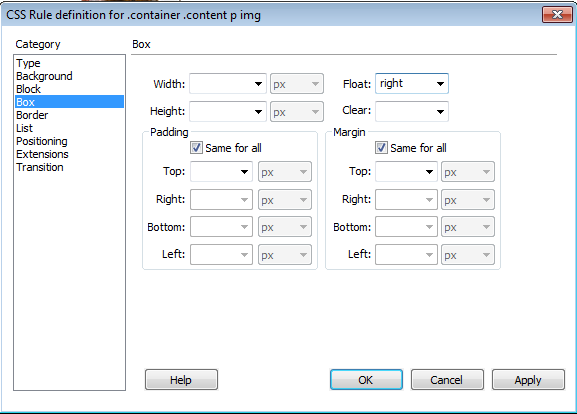 CSS Rule definition for .container .content p img
Category
Type
Background
Block
Box
Border
List
Positioning
Extensions
Transition
Box
Width: px Float: right
Height: px Clear:
Padding
Same for all
Top: px
Right: px
Bottom: px
Left: px
Margin
Same for all
Top: px
Right: px
Bottom: px
Left: px
Help OK Cancel Apply